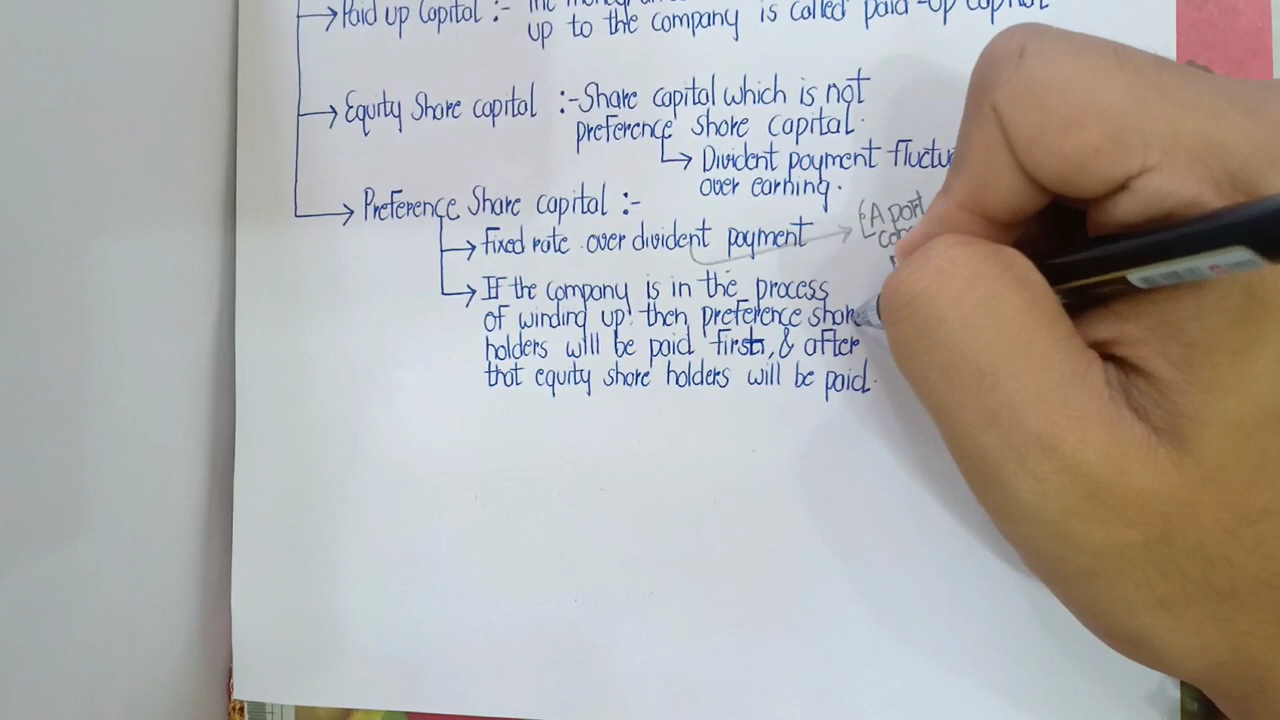 Paid up Capital :- The
up to the company is called paid-up capital
Equity Share capital :- Share capital which is not
preference share capital.
Divident payment fluctu
over earning.
Preference Share capital :-
Fixed rate over divident payment
(A part
If the company is in the process
of winding up! then preference share
holders will be paid first, & after
that equity share holders will be paid.